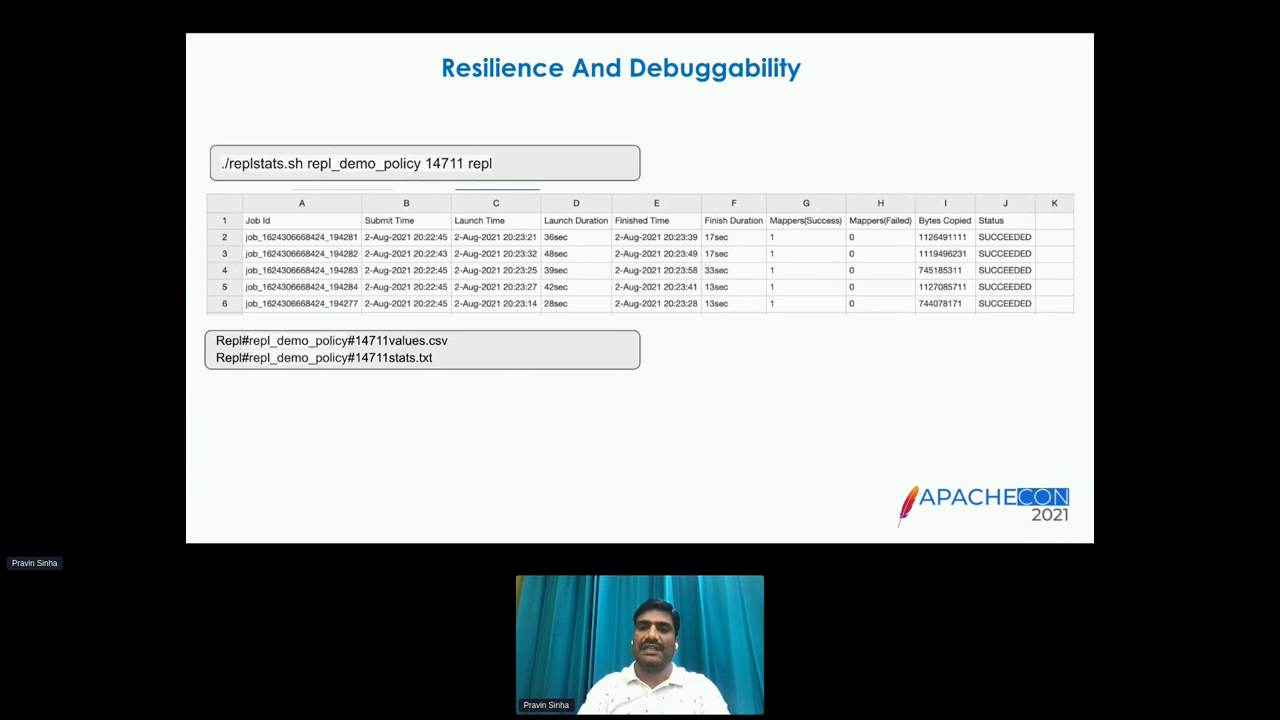 Resilience And Debuggability
./replstats.sh repl_demo_policy 14711 repl
A B C D E F G H I J K
1 Job Id Submit Time Launch Time Launch Duration Finished Time Finish Duration Mappers(Success) Mappers(Failed) Bytes Copied Status
2 job_1624306668424_194281 2-Aug-2021 20:22:45 2-Aug-2021 20:23:21 36sec 2-Aug-2021 20:23:39 17sec 1 0 1126491111 SUCCEEDED
3 job_1624306668424_194282 2-Aug-2021 20:22:43 2-Aug-2021 20:23:32 48sec 2-Aug-2021 20:23:49 17sec 1 0 1119496231 SUCCEEDED
4 job_1624306668424_194283 2-Aug-2021 20:22:45 2-Aug-2021 20:23:25 39sec 2-Aug-2021 20:23:58 33sec 1 0 745185311 SUCCEEDED
5 job_1624306668424_194284 2-Aug-2021 20:22:45 2-Aug-2021 20:23:27 42sec 2-Aug-2021 20:23:41 13sec 1 0 1127085711 SUCCEEDED
6 job_1624306668424_194277 2-Aug-2021 20:22:45 2-Aug-2021 20:23:14 28sec 2-Aug-2021 20:23:28 13sec 1 0 744078171 SUCCEEDED
Repl#repl_demo_policy#14711values.csv
Repl#repl_demo_policy#14711stats.txt
APACHECON
2021
Pravin Sinha
Pravin Sinha